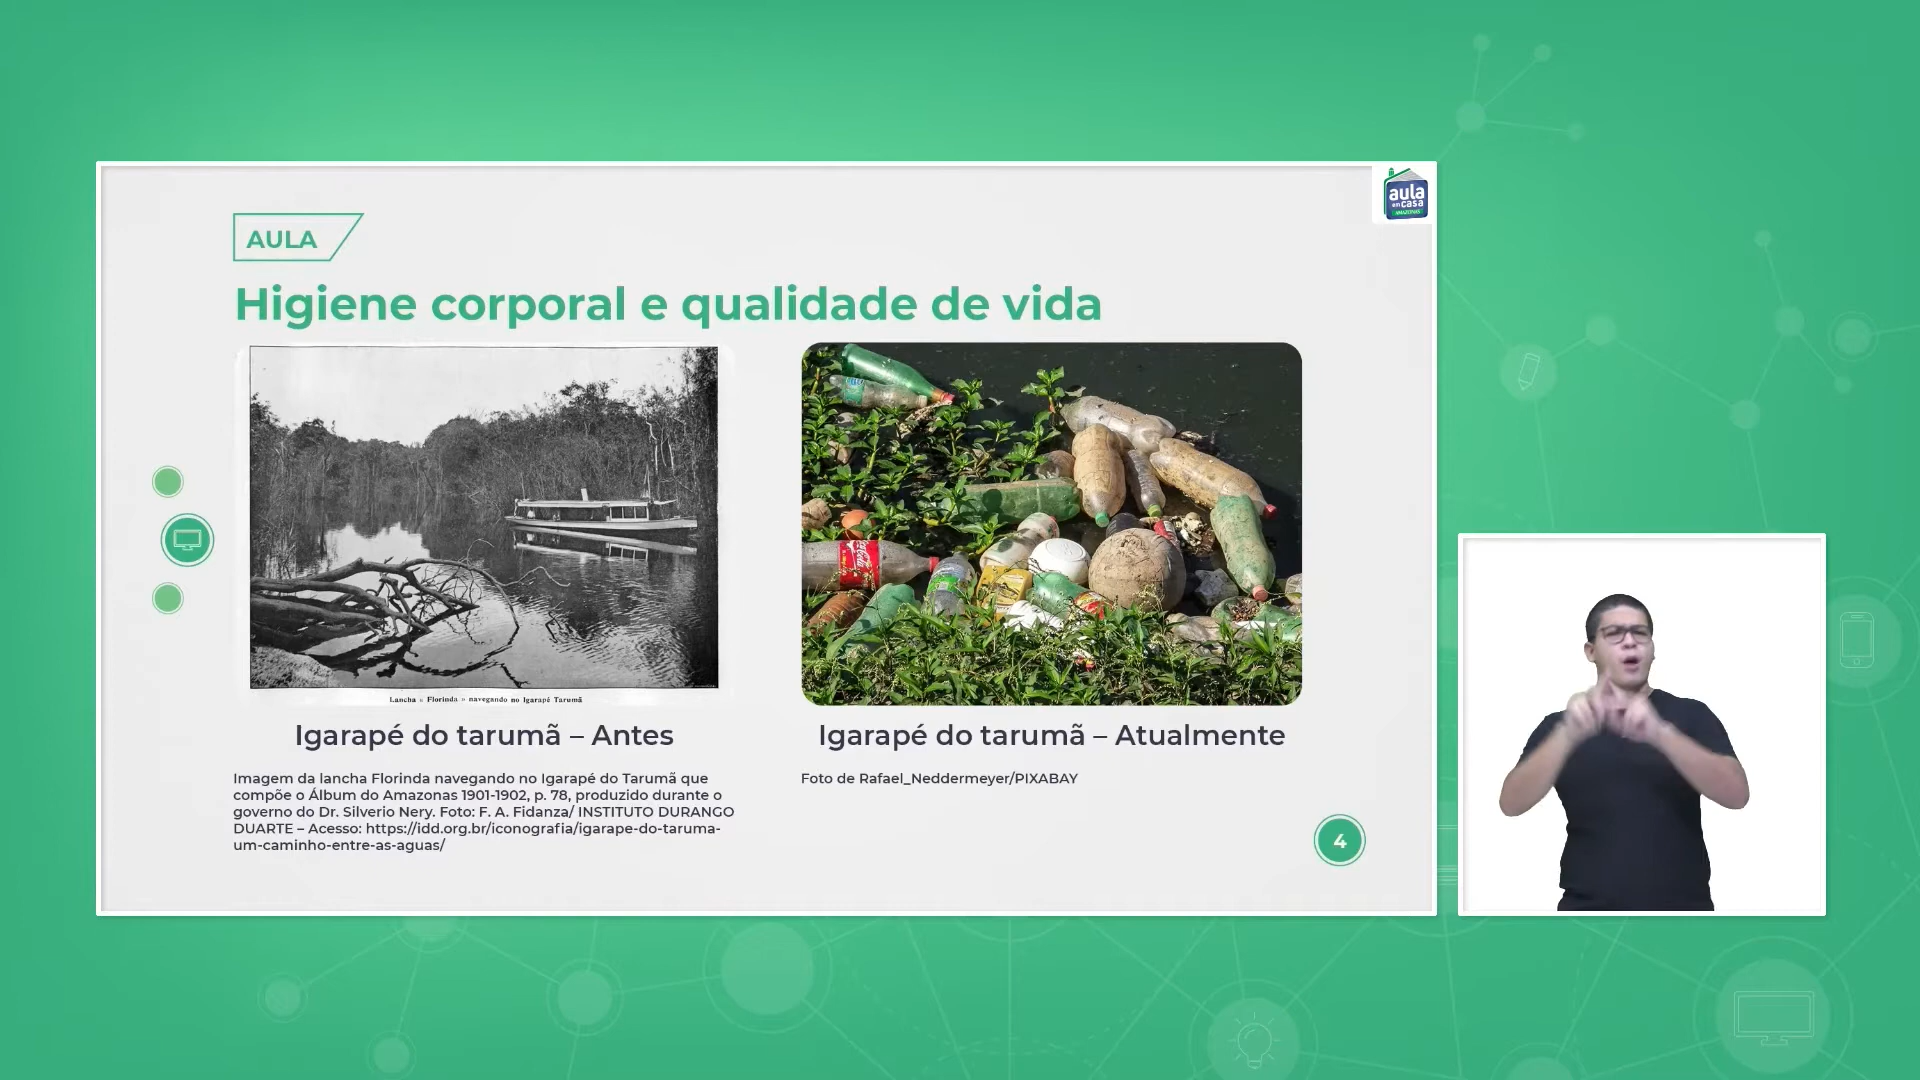 aula
em casa
AMAZONAS
AULA
Higiene corporal e qualidade de vida
Lancha « Florinda » navegando no Igarapé Tarumã
Coca-Cola
Igarapé do tarumã – Antes
Igarapé do tarumã – Atualmente
Imagem da lancha Florinda navegando no Igarapé do Tarumã que
compõe o Álbum do Amazonas 1901-1902, p. 78, produzido durante o
governo do Dr. Silverio Nery. Foto: F. A. Fidanza/ INSTITUTO DURANGO
DUARTE – Acesso: https://idd.org.br/iconografia/igarape-do-taruma-
um-caminho-entre-as-aguas/
Foto de Rafael_Neddermeyer/PIXABAY
4